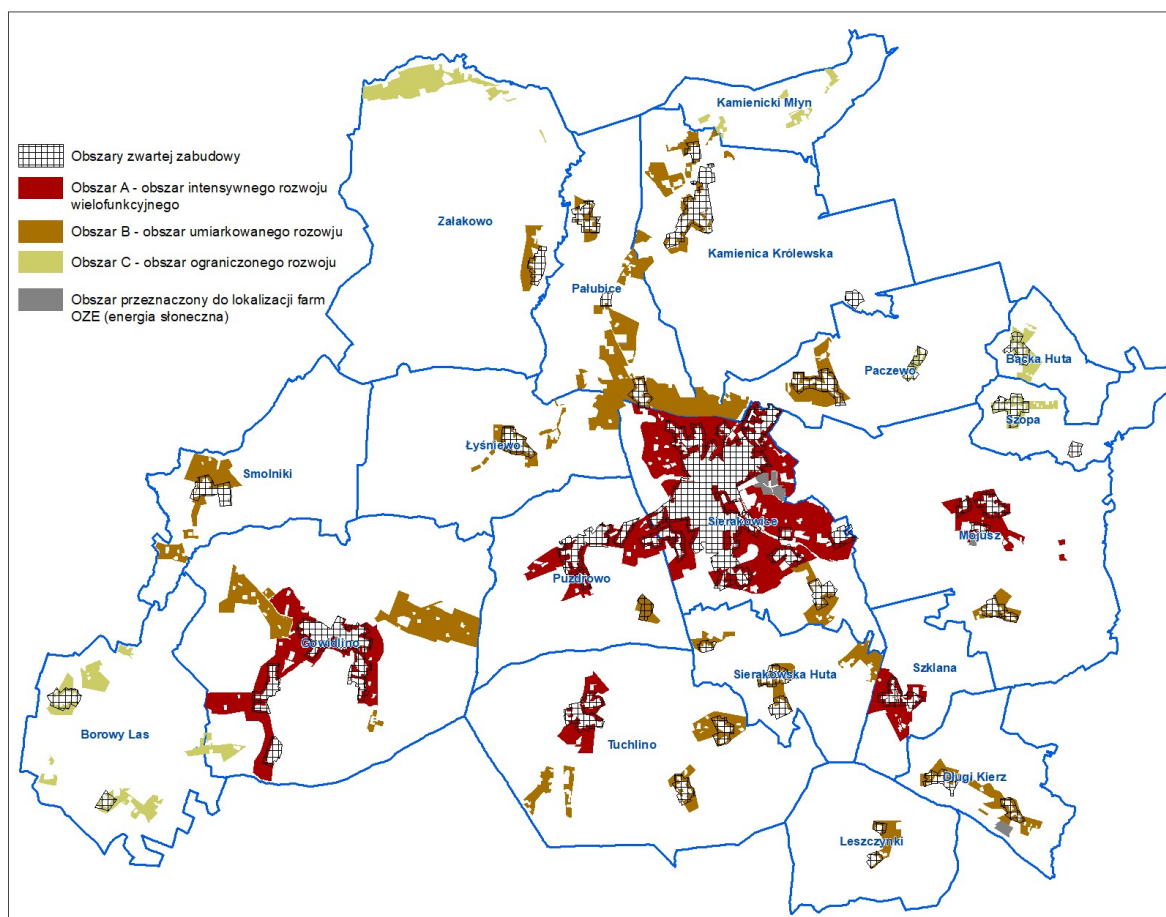 Kamienicki Młyn
Obszary zwartej zabudowy
Obszar A - obszar intensywnego rozwoju
wielofunkcyjnego
Obszar B - obszar umiarkowanego rozowju
Obszar C - obszar ograniczonego rozwoju
Obszar przeznaczony do lokalizacji farm
OZE (energia słoneczna)
Załakowo
Kamienica Królewska
Pałubice
Bącka Huta
Paczewo
Szopa
Łyśniewo
Smolniki
Sierakowice
Mojusz
Puzdrowo
Gowidlino
Sierakowska Huta
Szklana
Borowy Las
Tuchlino
Długi Kierz
Leszczynki